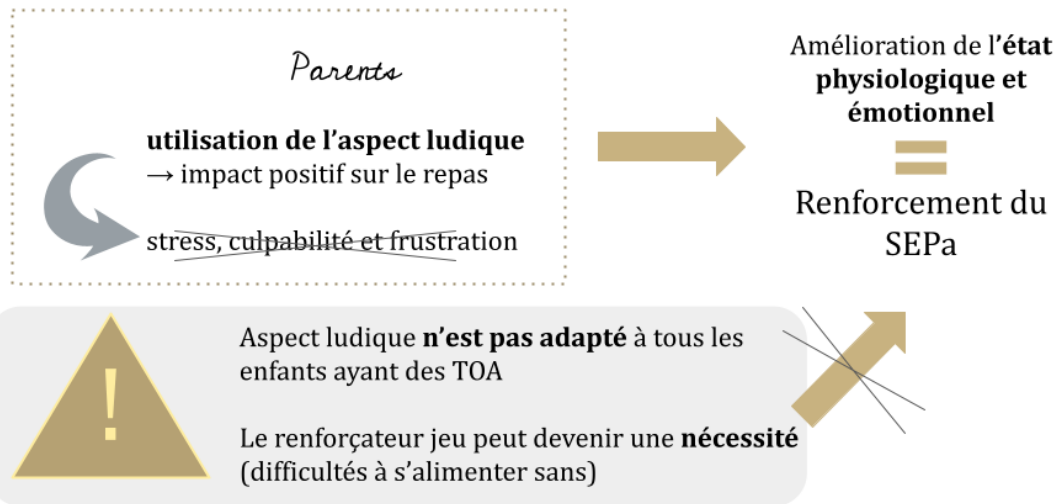 Parents
utilisation de l'aspect ludique
→ impact positif sur le repas
stress, culpabilité et frustration
Amélioration de l'état
physiologique et
émotionnel
=
Renforcement du
SEPa
!
Aspect ludique n'est pas adapté à tous les
enfants ayant des TOA
Le renforçateur jeu peut devenir une nécessité
(difficultés à s'alimenter sans)